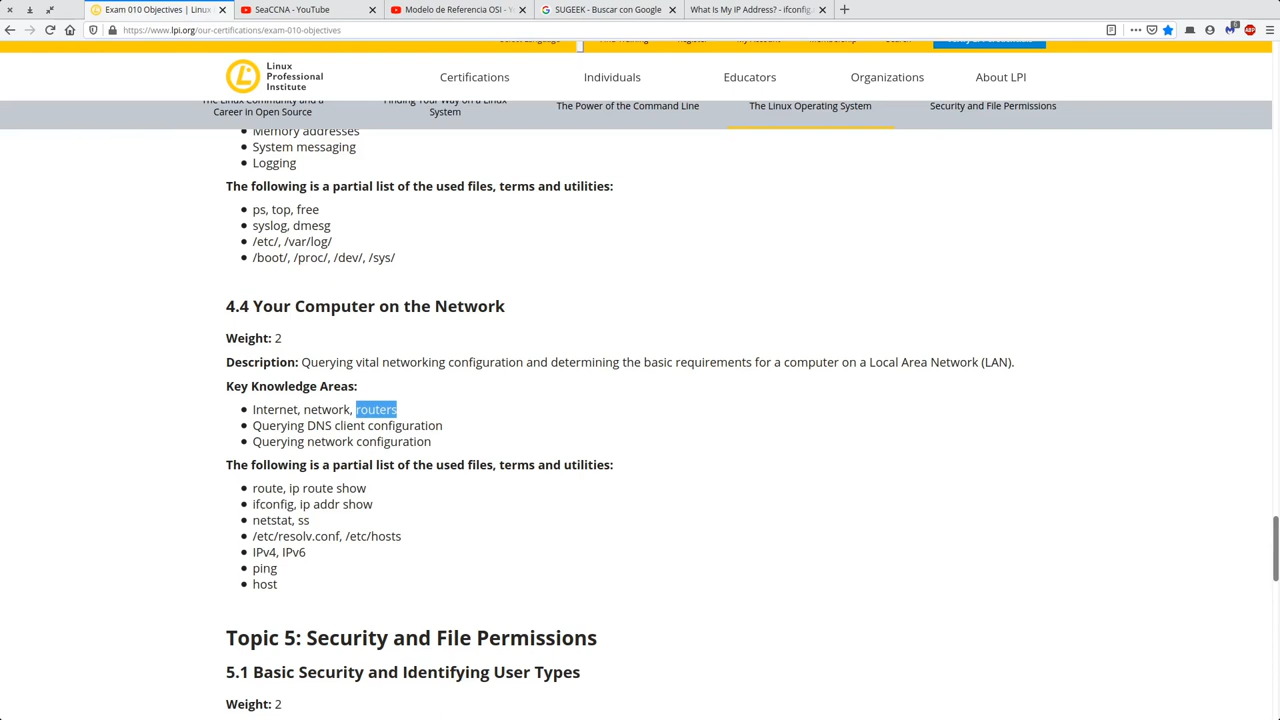 Exam 010 Objectives | Linux
SeaCCNA - YouTube
Modelo de Referencia OSI - Y
SUGEEK - Buscar con Google
What Is My IP Address? - ifconfig.
https://www.lpi.org/our-certifications/exam-010-objectives
Linux
Professional
Institute
Certifications
Individuals
Educators
Organizations
About LPI
The Linux Community and a
Career in Open Source
Finding Your Way on a Linux
System
The Power of the Command Line
The Linux Operating System
Security and File Permissions
Memory addresses
System messaging
Logging
The following is a partial list of the used files, terms and utilities:
ps, top, free
syslog, dmesg
/etc/, /var/log/
/boot/, /proc/, /dev/, /sys/
4.4 Your Computer on the Network
Weight: 2
Description: Querying vital networking configuration and determining the basic requirements for a computer on a Local Area Network (LAN).
Key Knowledge Areas:
Internet, network, routers
Querying DNS client configuration
Querying network configuration
The following is a partial list of the used files, terms and utilities:
route, ip route show
ifconfig, ip addr show
netstat, ss
/etc/resolv.conf, /etc/hosts
IPv4, IPv6
ping
host
Topic 5: Security and File Permissions
5.1 Basic Security and Identifying User Types
Weight: 2